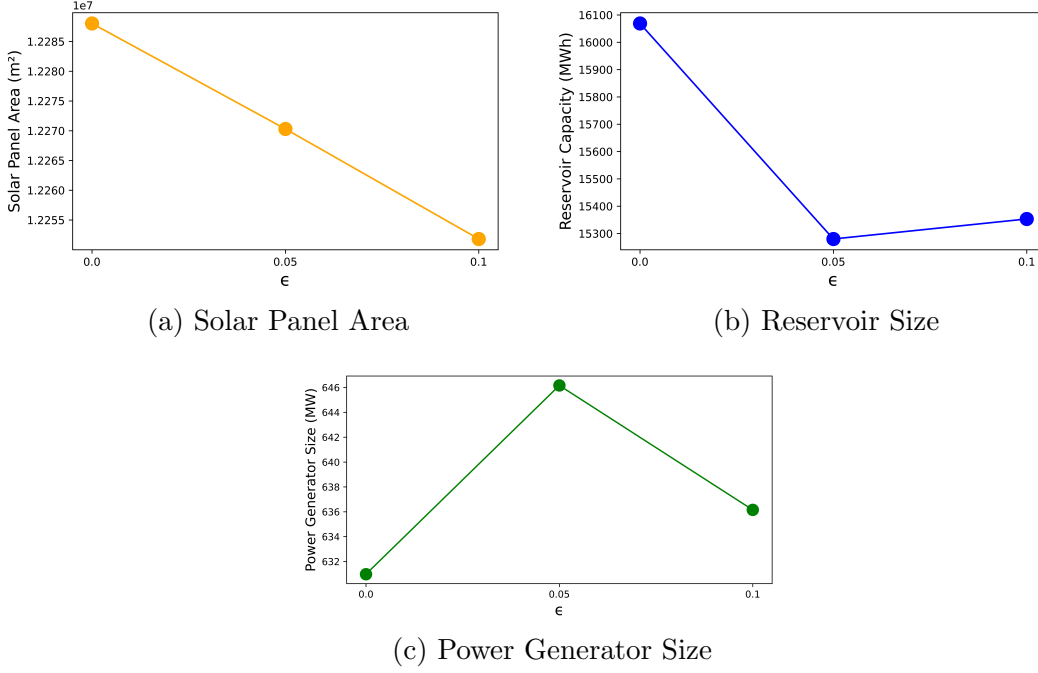 1e7
Solar Panel Area (m²)
1.2285
1.2280
1.2275
1.2270
1.2265
1.2260
1.2255
0.0 0.05 0.1
ϵ
(a) Solar Panel Area
Reservoir Capacity (MWh)
16100
16000
15900
15800
15700
15600
15500
15400
15300
0.0 0.05 0.1
ϵ
(b) Reservoir Size
Power Generator Size (MW)
646
644
642
640
638
636
634
632
0.0 0.05 0.1
ϵ
(c) Power Generator Size